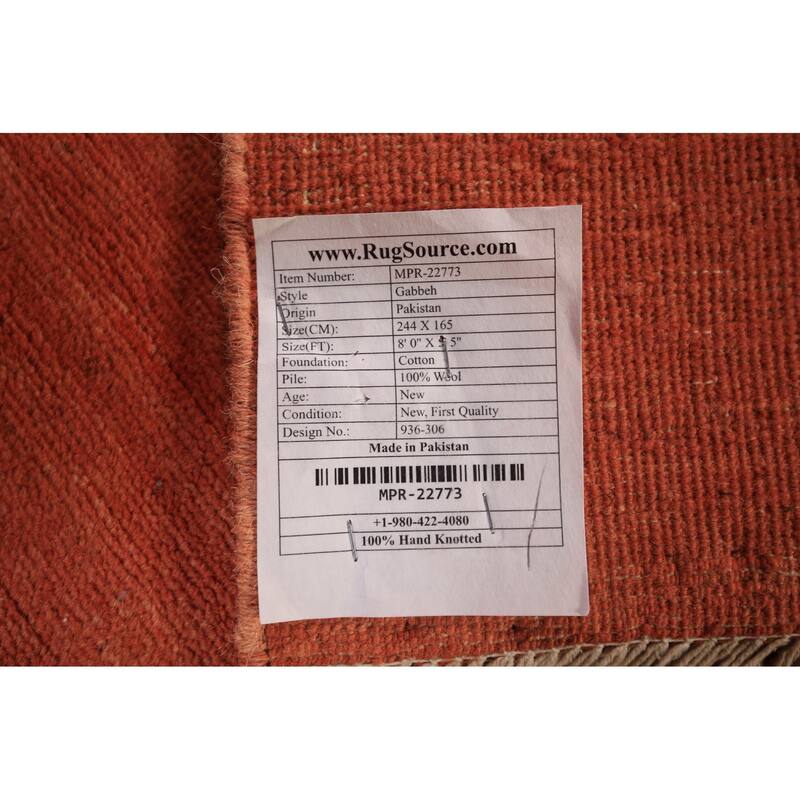 www.RugSource.com
Item Number: MPR-22773
Style Gabbeh
Origin Pakistan
Size(CM): 244 X 165
Size(FT): 8' 0" X 5' 5"
Foundation: Cotton
Pile: 100% Wool
Age: New
Condition: New, First Quality
Design No.: 936-306
Made in Pakistan
MPR-22773
+1-980-422-4080
100% Hand Knotted